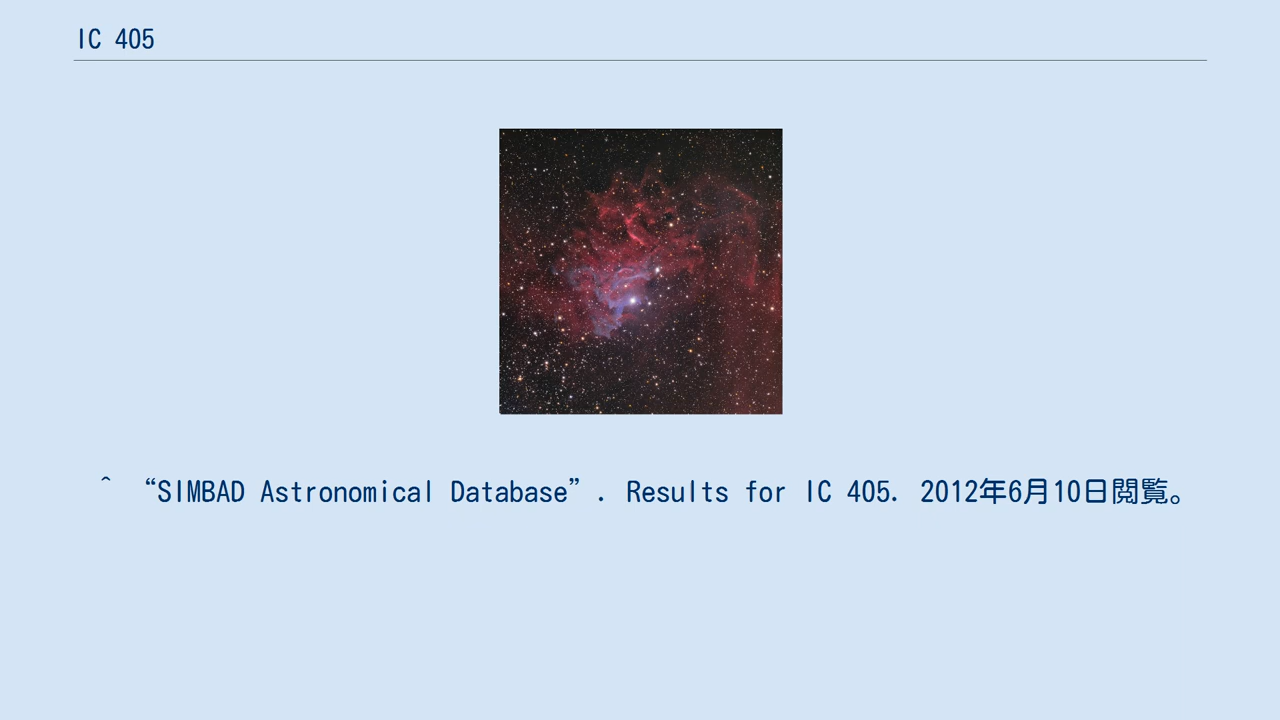 IC 405
^ “SIMBAD Astronomical Database”. Results for IC 405. 2012年6月10日閲覧。